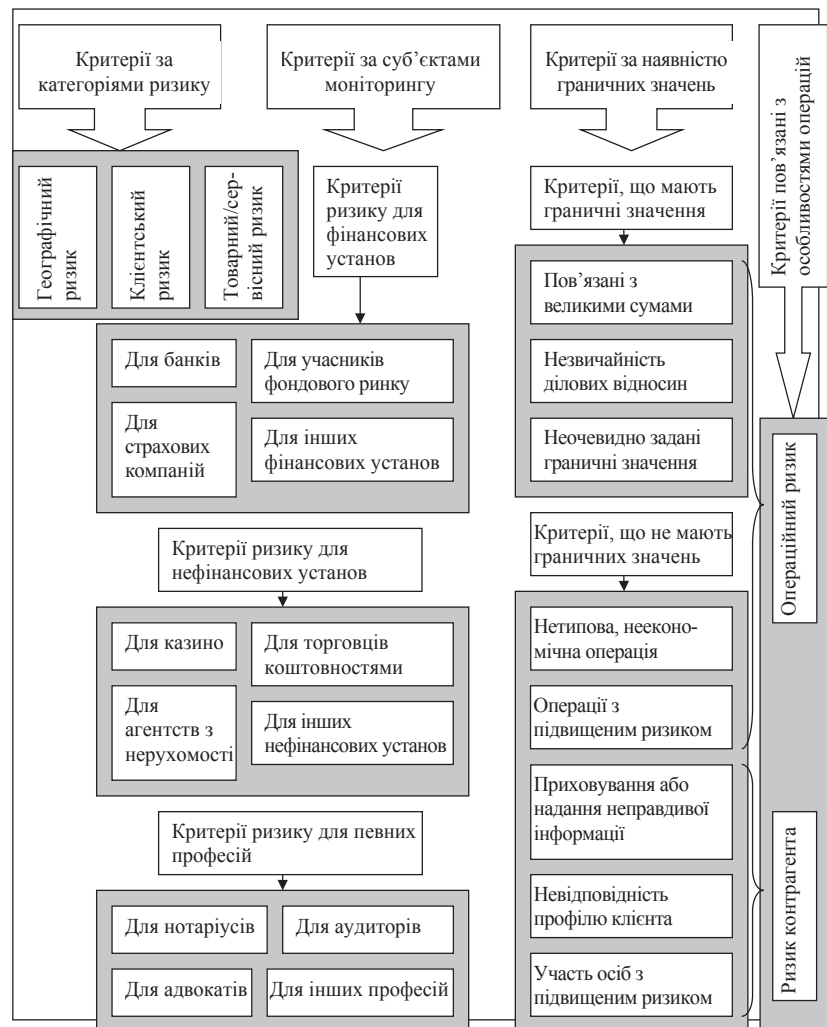 Критерії за
категоріями ризику
Географічний
ризик
Клієнтський
ризик
Товарний/сер-
вісний ризик
Критерії за суб’єктами
моніторингу
Критерії
ризику для
фінансових
установ
Для банків
Для учасників
фондового ринку
Для
страхових
компаній
Для інших
фінансових установ
Критерії ризику для
нефінансових установ
Для казино
Для торговців
коштовностями
Для
агентств з
нерухомості
Для інших
нефінансових установ
Критерії ризику для певних
професій
Для нотаріусів
Для аудиторів
Для адвокатів
Для інших професій
Критерії за наявністю
граничних значень
Критерії, що мають
граничні значення
Пов’язані з
великими сумами
Незвичайність
ділових відносин
Неочевидно задані
граничні значення
Критерії, що не мають
граничних значень
Нетипова, нееконо-
мічна операція
Операції з
підвищеним ризиком
Приховування або
надання неправдивої
інформації
Невідповідність
профілю клієнта
Участь осіб з
підвищеним ризиком
Критерії пов’язані з
особливостями операцій
Операційний ризик
Ризик контрагента